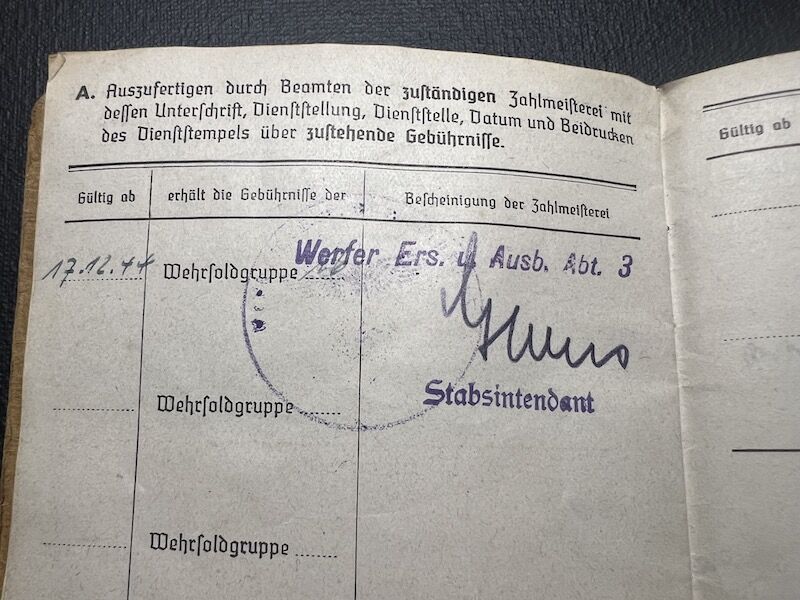 A. Auszufertigen durch Beamten der zuständigen Zahlmeisterei mit
dessen Unterschrift, Dienststellung, Dienststelle, Datum und Beidrucken
des Dienststempels über zustehende Gebührnisse.
Gültig ab
erhält die Gebührnisse der
Bescheinigung der Zahlmeisterei
17.12.44
Wehrsoldgruppe
Werfer Ers. u. Ausb. Abt. 3
Stabsintendant
Wehrsoldgruppe
Wehrsoldgruppe
Gültig ab